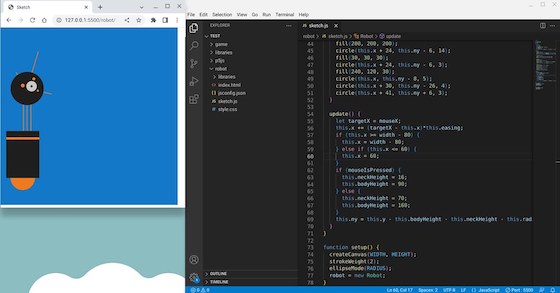 Sketch
127.0.0.1:5500/robot/
File Edit Selection View Go Run Terminal Help
EXPLORER
TEST
game
libraries
p5js
robot
libraries
index.html
jsconfig.json
sketch.js
style.css
OUTLINE
TIMELINE
sketch.js
robot > sketch.js > Robot > update
44 fill(200, 200, 200);
45 circle(this.x + 24, this.ny - 6, 14);
46 fill(30, 30, 30);
47 circle(this.x + 24, this.ny - 6, 3);
48 fill(240, 120, 30);
49 circle(this.x, this.ny - 8, 5);
50 circle(this.x + 30, this.ny - 26, 4);
51 circle(this.x + 41, this.ny + 6, 3);
52 }
53
54 update() {
55 let targetX = mouseX;
56 this.x += (targetX - this.x)*this.easing;
57 if (this.x >= width - 80) {
58 this.x = width - 80;
59 } else if (this.x <= 60) {
60 this.x = 60;
61 }
62 if (mouseIsPressed) {
63 this.neckHeight = 16;
64 this.bodyHeight = 90;
65 } else {
66 this.neckHeight = 70;
67 this.bodyHeight = 160;
68 }
69 this.ny = this.y - this.bodyHeight - this.neckHeight - this.rad
70 }
71 }
72
73 function setup() {
74 createCanvas(WIDTH, HEIGHT);
75 strokeWeight(2);
76 ellipseMode(RADIUS);
77 robot = new Robot;
78 }
0 0
Ln 60, Col 17 Spaces: 2 UTF-8 LF {} JavaScript Port : 5500